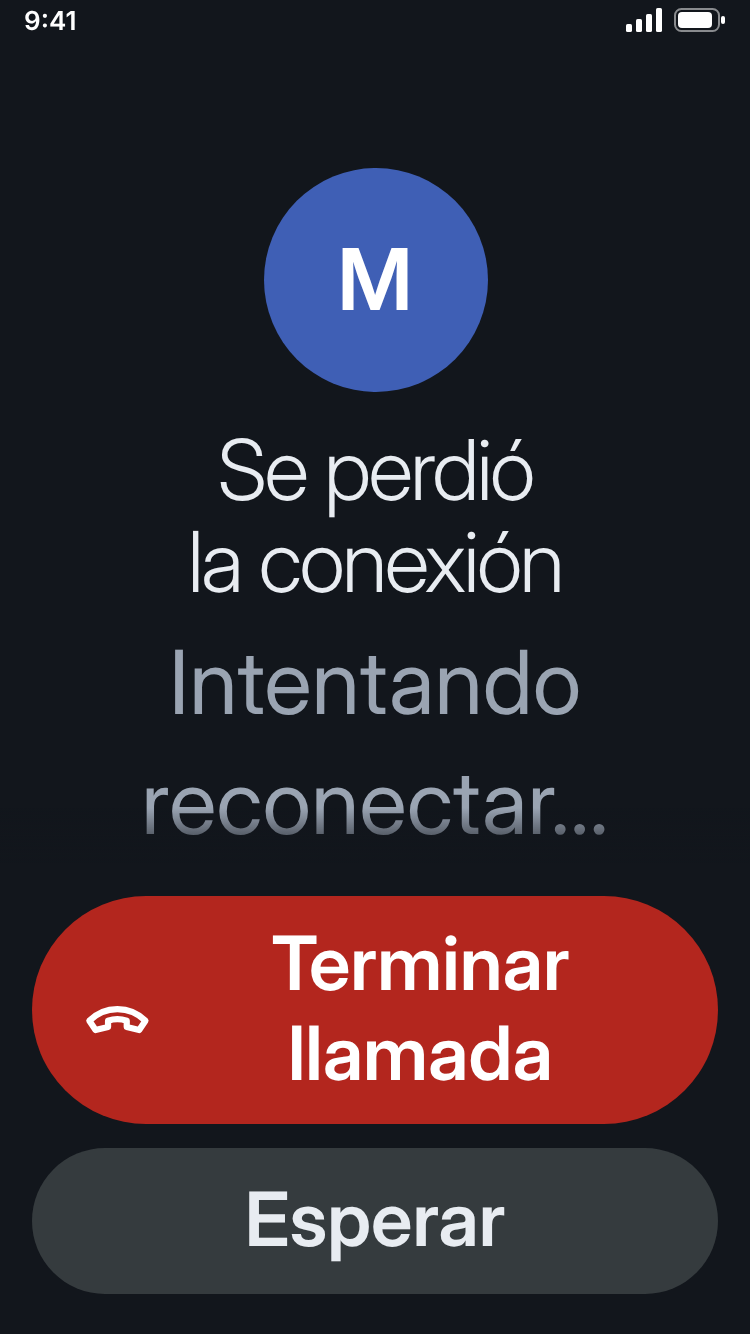 9:41
M
Se perdió
la conexión
Intentando
reconectar...
Terminar
llamada
Esperar